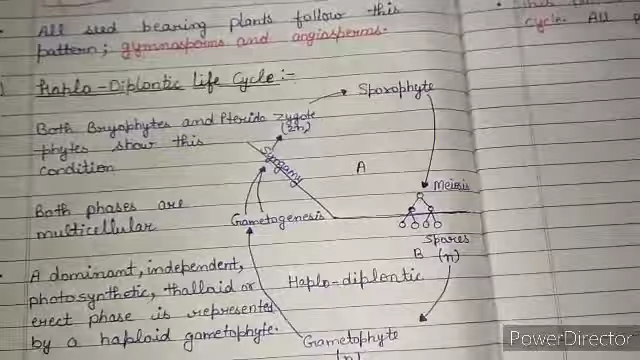 All seed bearing plants follow this
pattern; gymnosperms and angiosperms.
Haplo-Diplontic Life Cycle:-
Both Bryophytes and Pterido
phytes show this
condition
Both phases are
multicellular
A dominant, independent,
photosynthetic, thalloid or
erect phase is represented
by a haploid gametophyte.
Zygote
(2n)
Sporophyte
Syngamy
A
Meiosis
Gametogenesis
Spores
B (n)
Haplo-diplontic
Gametophyte
(n)
cycle. All
PowerDirector